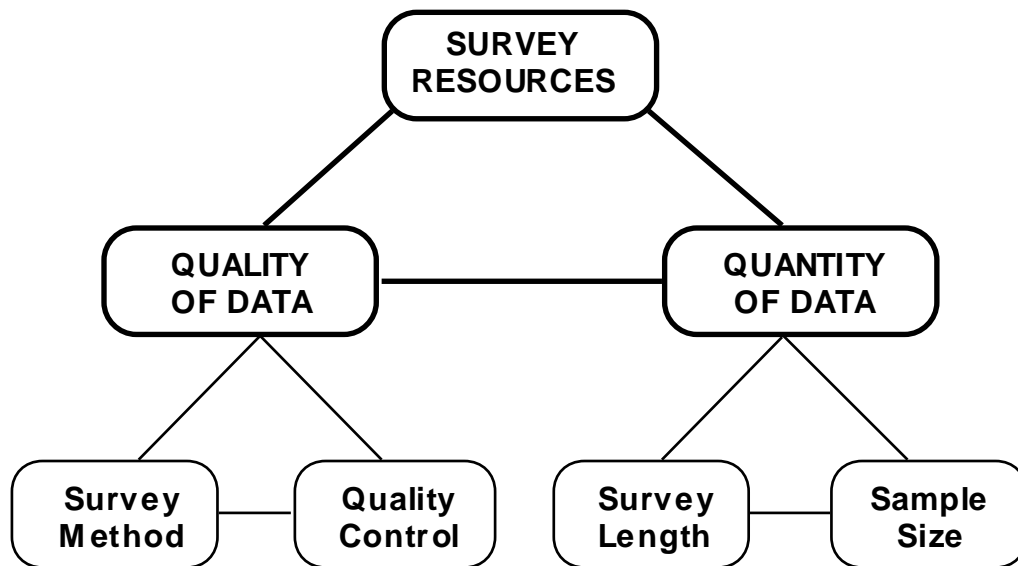 SURVEY
RESOURCES
QUALITY
OF DATA
QUANTITY
OF DATA
Survey
Method
Quality
Control
Survey
Length
Sample
Size